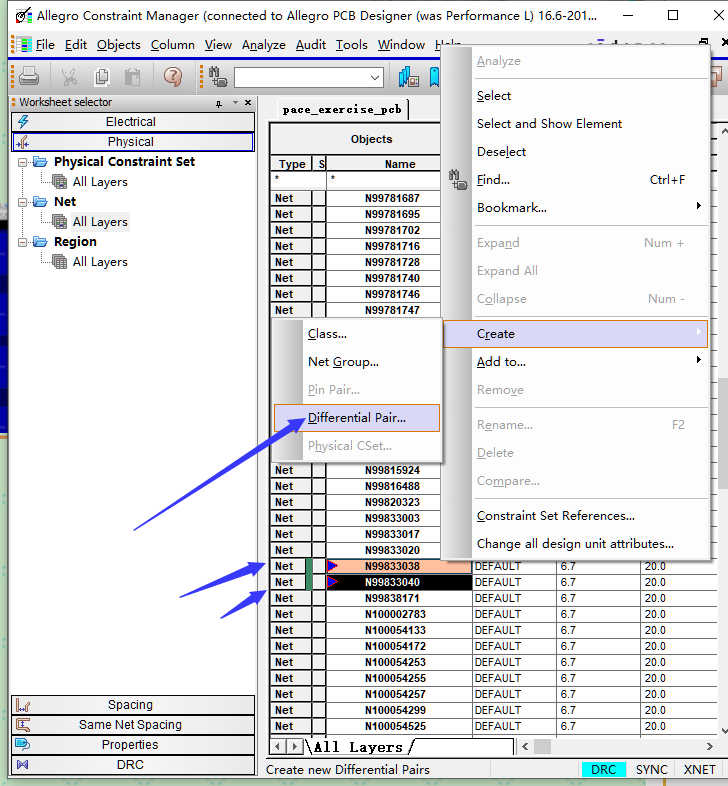 Allegro Constraint Manager (connected to Allegro PCB Designer (was Performance L) 16.6-201...
File Edit Objects Column View Analyze Audit Tools Window Help
Worksheet selector
Electrical
Physical
Physical Constraint Set
All Layers
Net
All Layers
Region
All Layers
Spacing
Same Net Spacing
Properties
DRC
pace_exercise_pcb
Objects
Type S Name
* *
Net N99781687
Net N99781695
Net N99781702
Net N99781716
Net N99781728
Net N99781740
Net N99781746
Net N99781747
Analyze
Select
Select and Show Element
Deselect
Find... Ctrl+F
Bookmark...
Expand Num +
Expand All
Collapse Num -
Create
Add to...
Remove
Rename... F2
Delete
Compare...
Constraint Set References...
Change all design unit attributes...
Class...
Net Group...
Pin Pair...
Differential Pair...
Physical CSet...
Net N99815924
Net N99816488
Net N99820323
Net N99833003
Net N99833017
Net N99833020
Net N99833038 DEFAULT 6.7 20.0
Net N99833040 DEFAULT 6.7 20.0
Net N99838171 DEFAULT 6.7 20.0
Net N100002783 DEFAULT 6.7 20.0
Net N100054133 DEFAULT 6.7 20.0
Net N100054172 DEFAULT 6.7 20.0
Net N100054253 DEFAULT 6.7 20.0
Net N100054255 DEFAULT 6.7 20.0
Net N100054257 DEFAULT 6.7 20.0
Net N100054299 DEFAULT 6.7 20.0
Net N100054525 DEFAULT 6.7 20.0
All Layers
Create new Differential Pairs DRC SYNC XNET